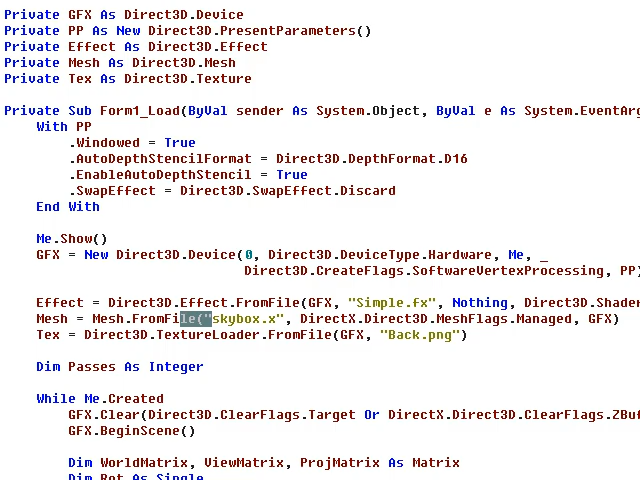 Private GFX As Direct3D.Device
Private PP As New Direct3D.PresentParameters()
Private Effect As Direct3D.Effect
Private Mesh As Direct3D.Mesh
Private Tex As Direct3D.Texture
Private Sub Form1_Load(ByVal sender As System.Object, ByVal e As System.EventArg
With PP
.Windowed = True
.AutoDepthStencilFormat = Direct3D.DepthFormat.D16
.EnableAutoDepthStencil = True
.SwapEffect = Direct3D.SwapEffect.Discard
End With
Me.Show()
GFX = New Direct3D.Device(0, Direct3D.DeviceType.Hardware, Me, _
Direct3D.CreateFlags.SoftwareVertexProcessing, PP)
Effect = Direct3D.Effect.FromFile(GFX, "Simple.fx", Nothing, Direct3D.Shader
Mesh = Mesh.FromFile("skybox.x", DirectX.Direct3D.MeshFlags.Managed, GFX)
Tex = Direct3D.TextureLoader.FromFile(GFX, "Back.png")
Dim Passes As Integer
While Me.Created
GFX.Clear(Direct3D.ClearFlags.Target Or DirectX.Direct3D.ClearFlags.ZBuf
GFX.BeginScene()
Dim WorldMatrix, ViewMatrix, ProjMatrix As Matrix
Dim Rot As Single